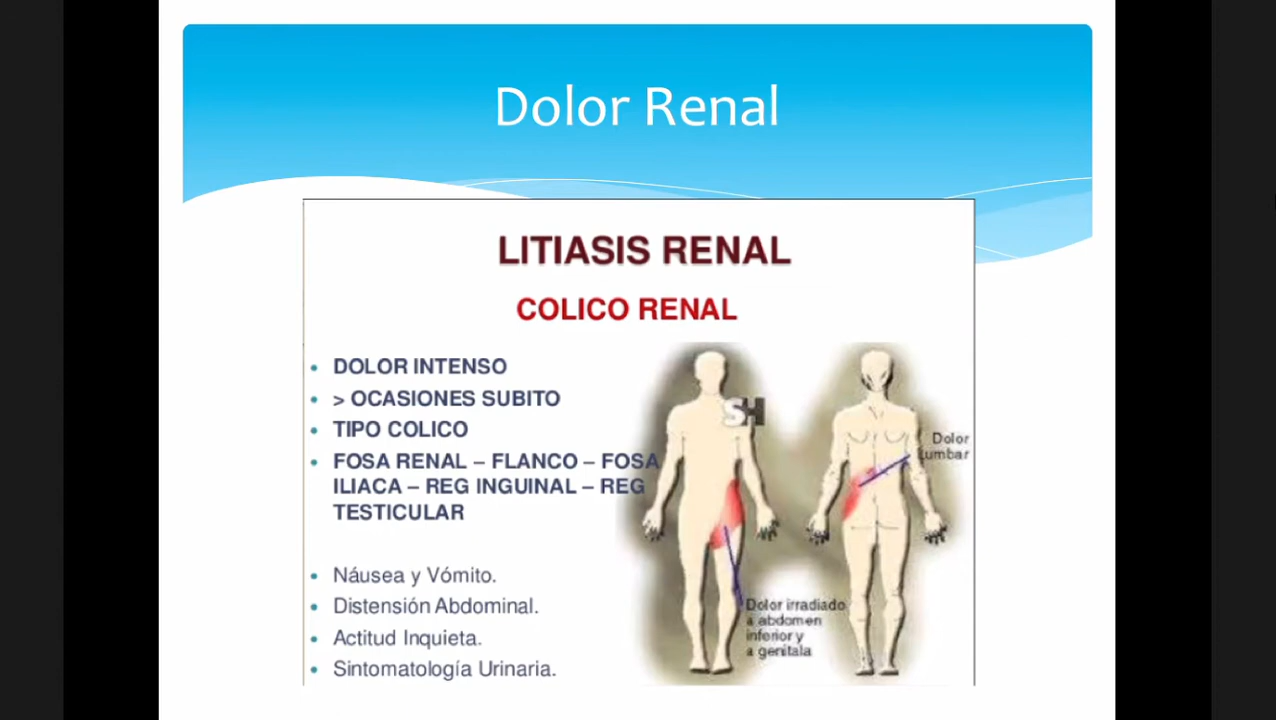 Dolor Renal
LITIASIS RENAL
COLICO RENAL
• DOLOR INTENSO
• > OCASIONES SUBITO
• TIPO COLICO
• FOSA RENAL – FLANCO – FOSA
ILIACA – REG INGUINAL – REG
TESTICULAR
• Náusea y Vómito.
• Distensión Abdominal.
• Actitud Inquieta.
• Sintomatología Urinaria.
SH
Dolor
Lumbar
Dolor irradiado
a abdomen
inferior y
a genitala